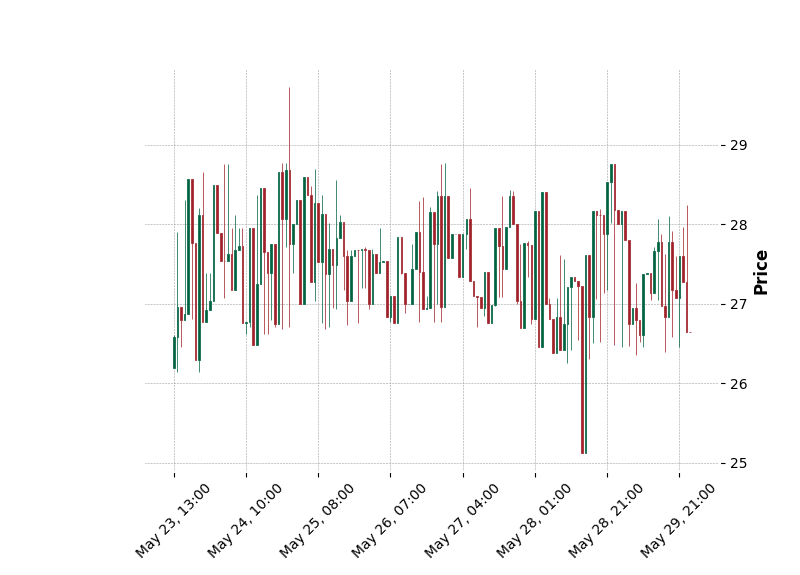 29
28
27
26
25
Price
May 23, 13:00
May 24, 10:00
May 25, 08:00
May 26, 07:00
May 27, 04:00
May 28, 01:00
May 28, 21:00
May 29, 21:00